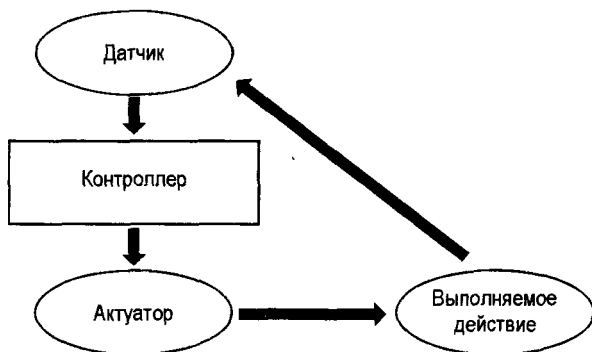 Датчик
Контроллер
Актуатор
Выполняемое
действие